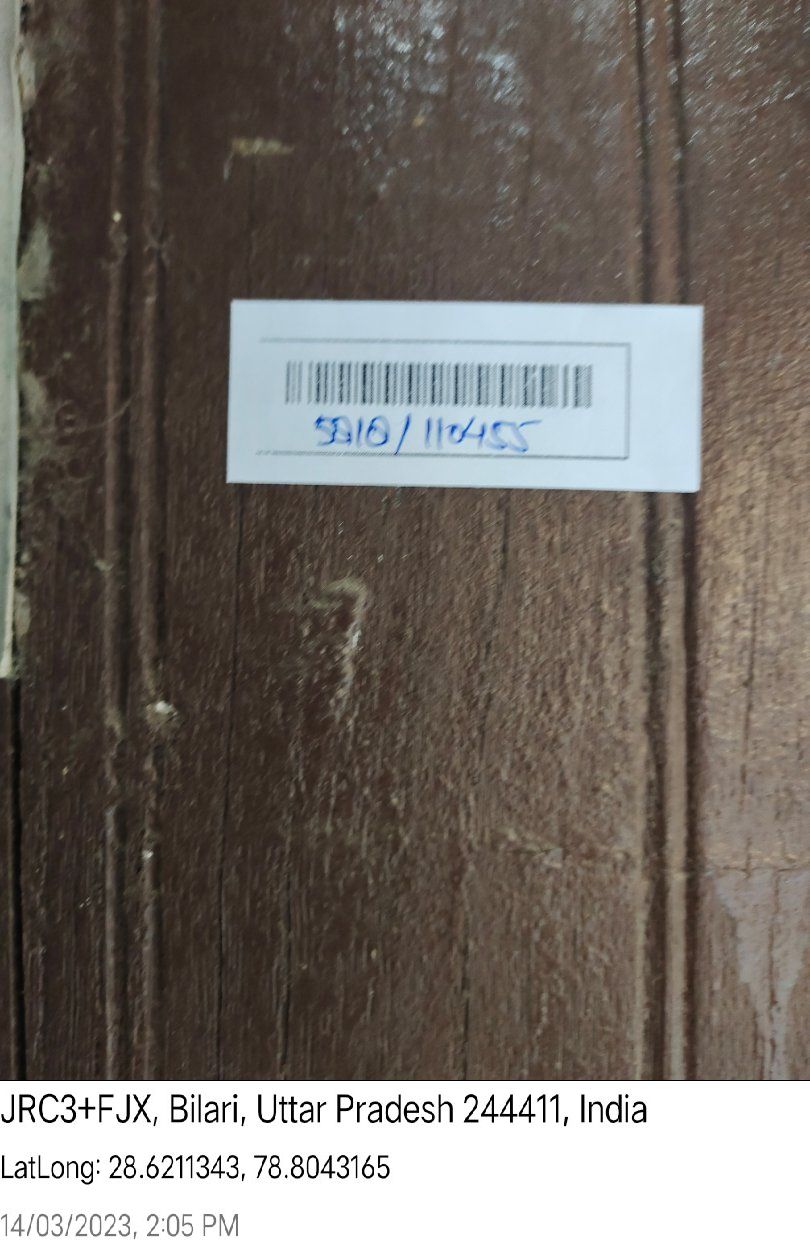 5818/110455
JRC3+FJX, Bilari, Uttar Pradesh 244411, India
LatLong: 28.6211343, 78.8043165
14/03/2023, 2:05 PM